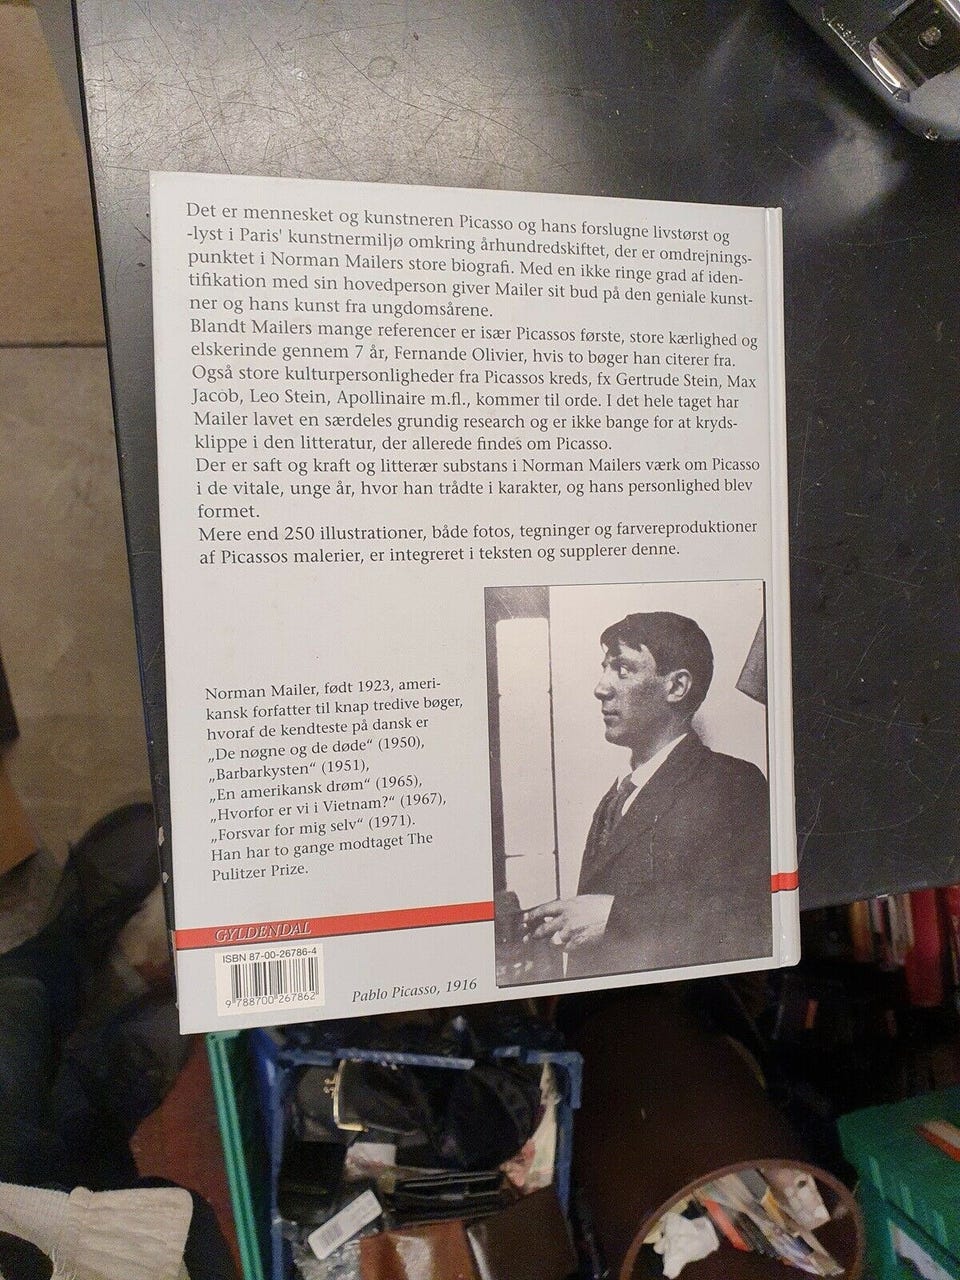 Det er mennesket og kunstneren Picasso og hans forslugne livstørst og
-lyst i Paris' kunstnermiljø omkring århundredskiftet, der er omdrejnings-
punktet i Norman Mailers store biografi. Med en ikke ringe grad af iden-
tifikation med sin hovedperson giver Mailer sit bud på den geniale kunst-
ner og hans kunst fra ungdomsårene.
Blandt Mailers mange referencer er især Picassos første, store kærlighed og
elskerinde gennem 7 år, Fernande Olivier, hvis to bøger han citerer fra.
Også store kulturpersonligheder fra Picassos kreds, fx Gertrude Stein, Max
Jacob, Leo Stein, Apollinaire m.fl., kommer til orde. I det hele taget har
Mailer lavet en særdeles grundig research og er ikke bange for at kryds-
klippe i den litteratur, der allerede findes om Picasso.
Der er saft og kraft og litterær substans i Norman Mailers værk om Picasso
i de vitale, unge år, hvor han trådte i karakter, og hans personlighed blev
formet.
Mere end 250 illustrationer, både fotos, tegninger og farvereproduktioner
af Picassos malerier, er integreret i teksten og supplerer denne.
Norman Mailer, født 1923, ameri-
kansk forfatter til knap tredive bøger,
hvoraf de kendteste på dansk er
„De nøgne og de døde“ (1950),
„Barbarkysten“ (1951),
„En amerikansk drøm“ (1965),
„Hvorfor er vi i Vietnam?“ (1967),
„Forsvar for mig selv“ (1971).
Han har to gange modtaget The
Pulitzer Prize.
GYLDENDAL
ISBN 87-00-26786-4
9 788700 267862
Pablo Picasso, 1916